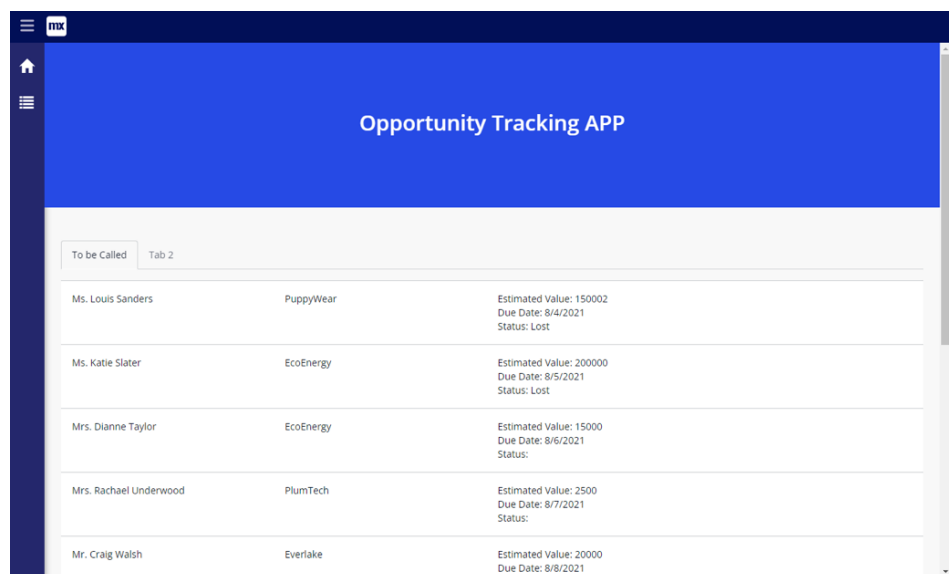 mx
Opportunity Tracking APP
To be Called Tab 2
Ms. Louis Sanders PuppyWear Estimated Value: 150002
Due Date: 8/4/2021
Status: Lost
Ms. Katie Slater EcoEnergy Estimated Value: 200000
Due Date: 8/5/2021
Status: Lost
Mrs. Dianne Taylor EcoEnergy Estimated Value: 15000
Due Date: 8/6/2021
Status:
Mrs. Rachael Underwood PlumTech Estimated Value: 2500
Due Date: 8/7/2021
Status:
Mr. Craig Walsh Everlake Estimated Value: 20000
Due Date: 8/8/2021